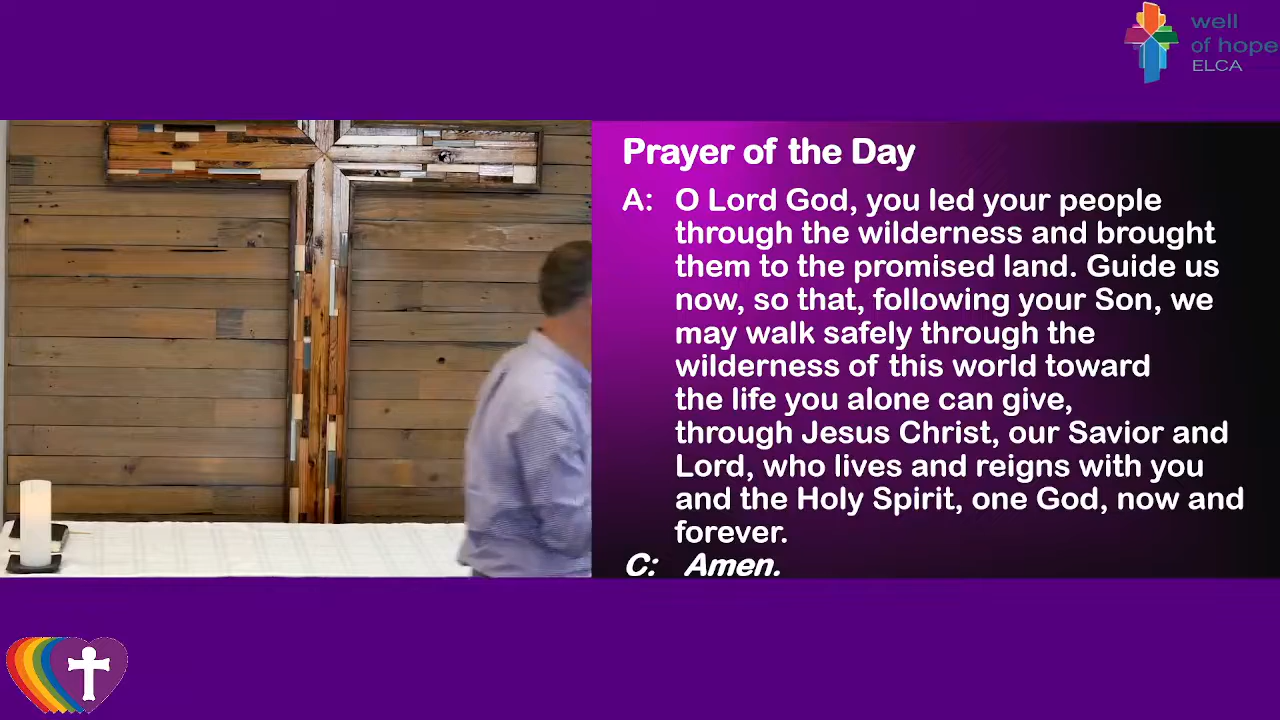 well
of hope
ELCA
Prayer of the Day
A: O Lord God, you led your people
through the wilderness and brought
them to the promised land. Guide us
now, so that, following your Son, we
may walk safely through the
wilderness of this world toward
the life you alone can give,
through Jesus Christ, our Savior and
Lord, who lives and reigns with you
and the Holy Spirit, one God, now and
forever.
C: Amen.